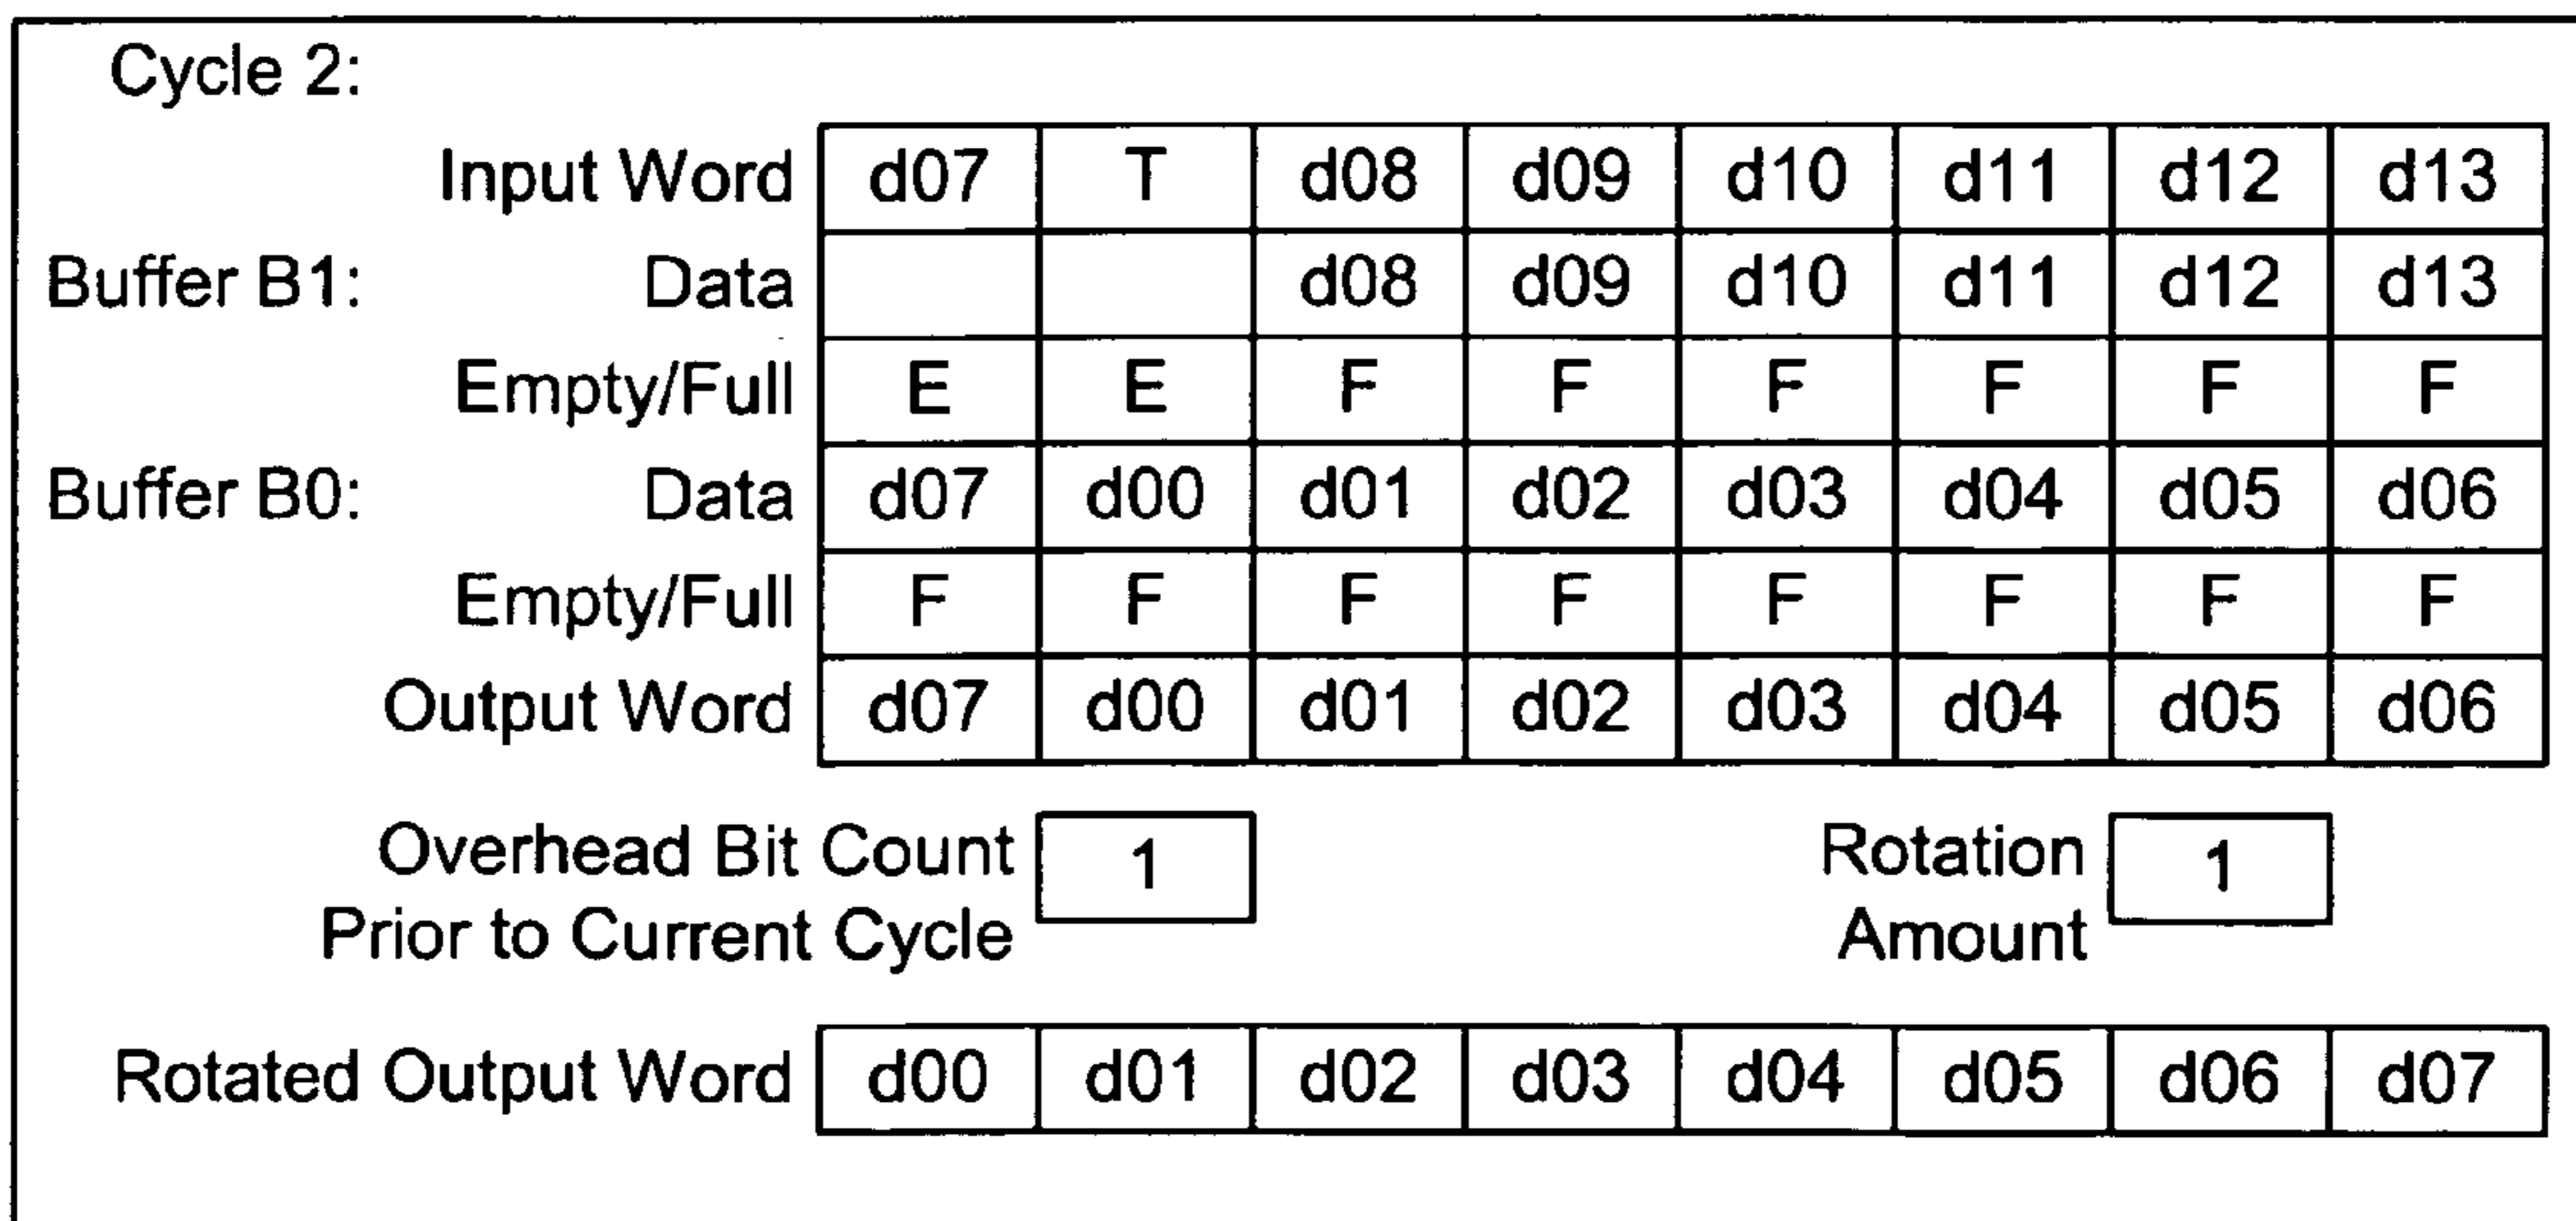 Cycle 2:
Input Word d07 T d08 d09 d10 d11 d12 d13
Buffer B1: Data d08 d09 d10 d11 d12 d13
Empty/Full E E F F F F F F
Buffer B0: Data d07 d00 d01 d02 d03 d04 d05 d06
Empty/Full F F F F F F F F
Output Word d07 d00 d01 d02 d03 d04 d05 d06
Overhead Bit Count 1 Rotation 1
Prior to Current Cycle Amount
Rotated Output Word d00 d01 d02 d03 d04 d05 d06 d07